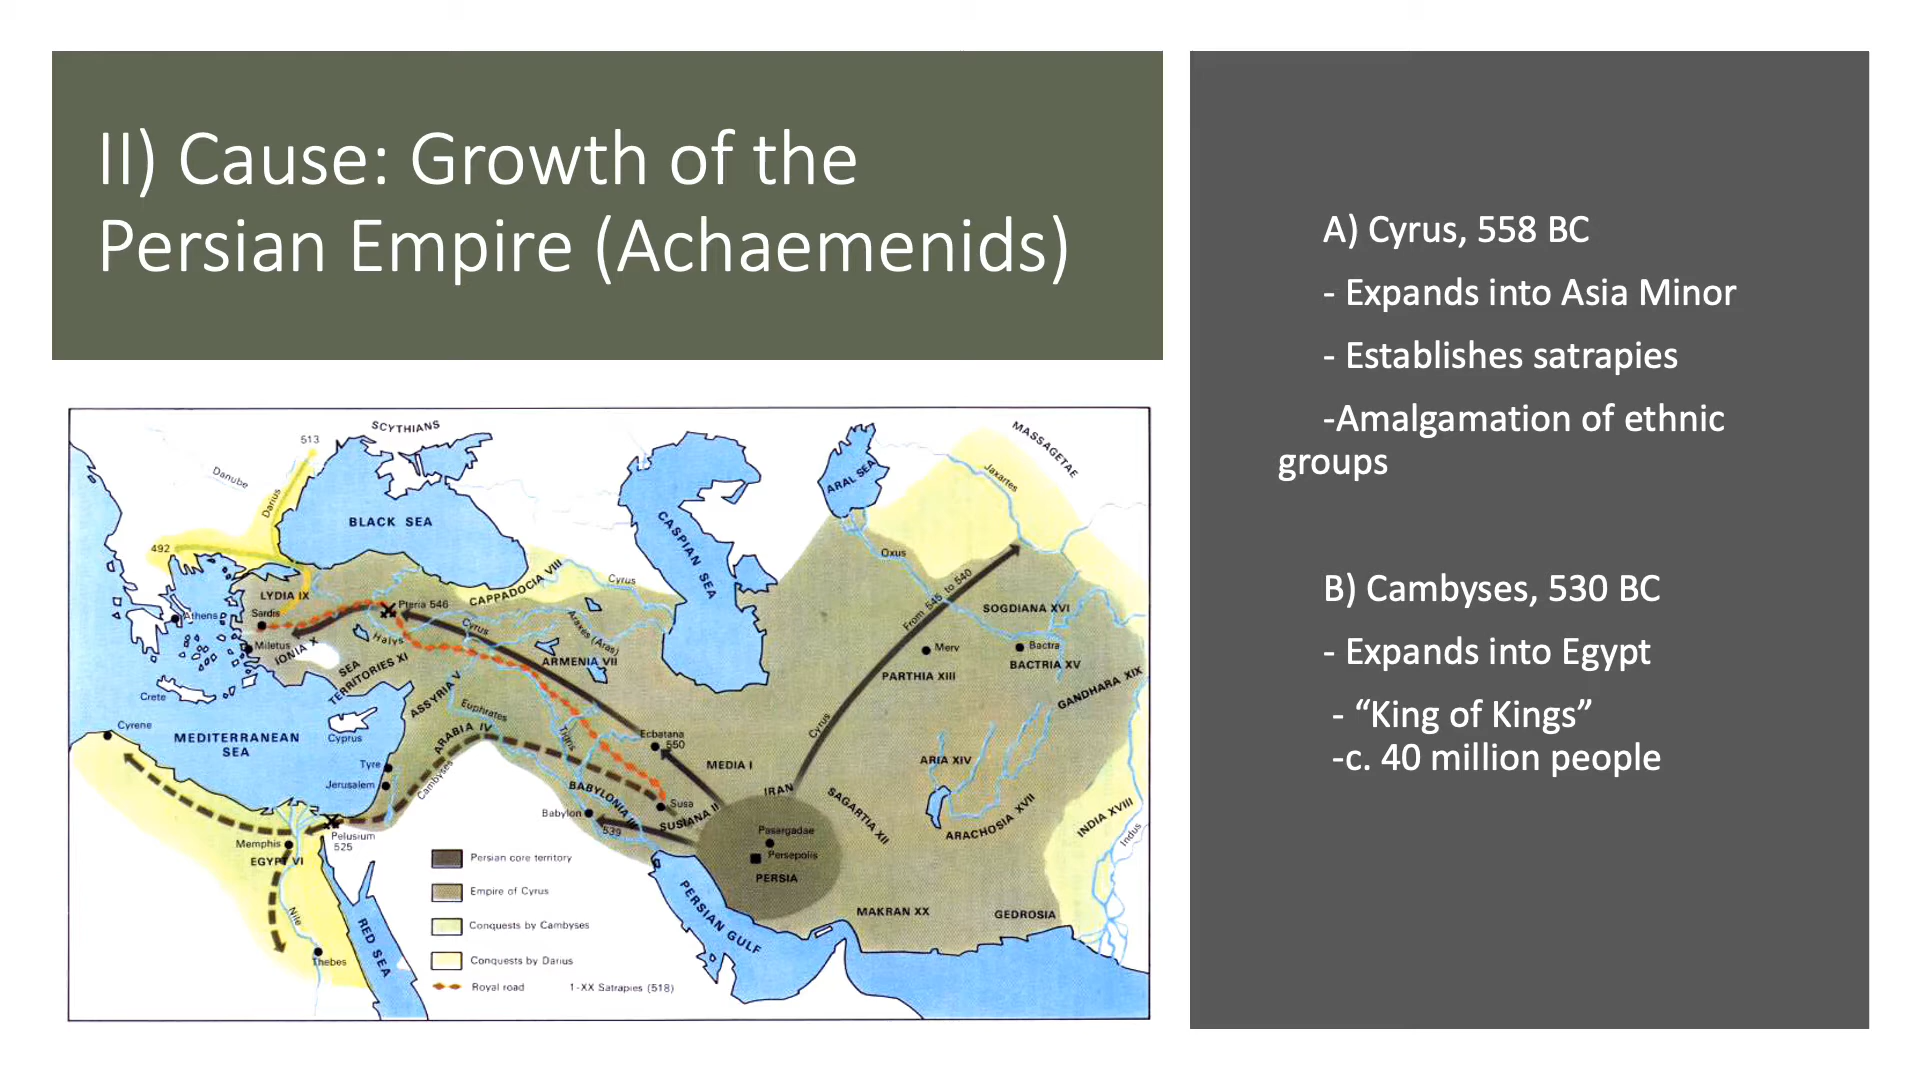 II) Cause: Growth of the
Persian Empire (Achaemenids)
A) Cyrus, 558 BC
- Expands into Asia Minor
- Establishes satrapies
-Amalgamation of ethnic
groups
B) Cambyses, 530 BC
- Expands into Egypt
- “King of Kings”
-c. 40 million people
SCYTHIANS
513
Danube
Darius
BLACK SEA
492
CASPIAN SEA
ARAL SEA
MASSAGETAE
Jaxartes
Oxus
Cyrus
CAPPADOCIA VIII
LYDIA IX
Sardis
Pteria 546
Athens
Miletus
IONIA X
Halys
Cyrus
Araxes (Aras)
SEA
TERRITORIES XI
ARMENIA VII
ASSYRIA V
From 545 to 540
SOGDIANA XVI
Merv
Bactra
BACTRIA XV
PARTHIA XIII
GANDHARA XIX
Crete
Cyrene
MEDITERRANEAN
SEA
Cyprus
Euphrates
ARABIA IV
Tigris
Ecbatana
550
Cyrus
MEDIA I
ARIA XIV
Tyre
Jerusalem
Cambyses
BABYLONIA III
Babylon
539
Susa
SUSIANA II
IRAN
SAGARTIA XII
ARACHOSIA XVII
INDIA XVIII
Indus
Pelusium
525
Memphis
EGYPT VI
Nile
Thebes
RED SEA
Pasargadae
Persepolis
PERSIA
PERSIAN GULF
MAKRAN XX
GEDROSIA
Persian core territory
Empire of Cyrus
Conquests by Cambyses
Conquests by Darius
Royal road
1-XX Satrapies (518)